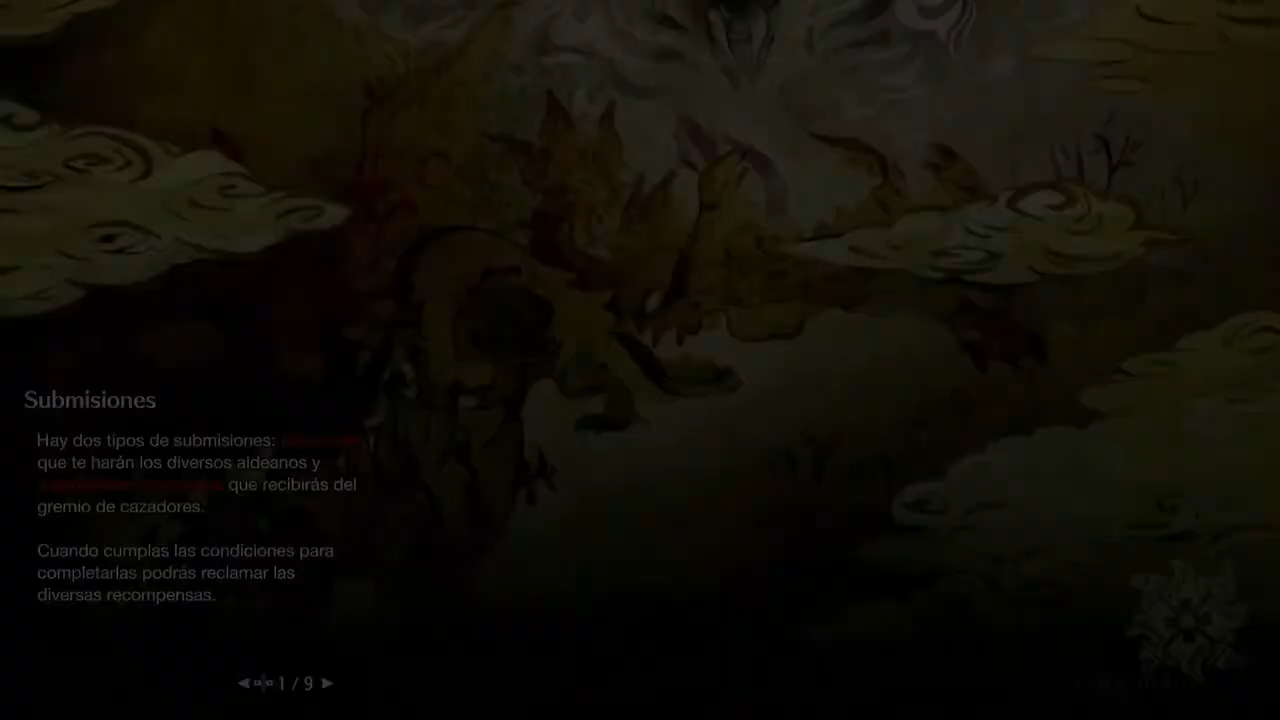 Submisiones
Hay dos tipos de submisiones:
que te harán los diversos aldeanos y
que recibirás del
gremio de cazadores.
Cuando cumplas las condiciones para
completarlas podrás reclamar las
diversas recompensas.
1 / 9